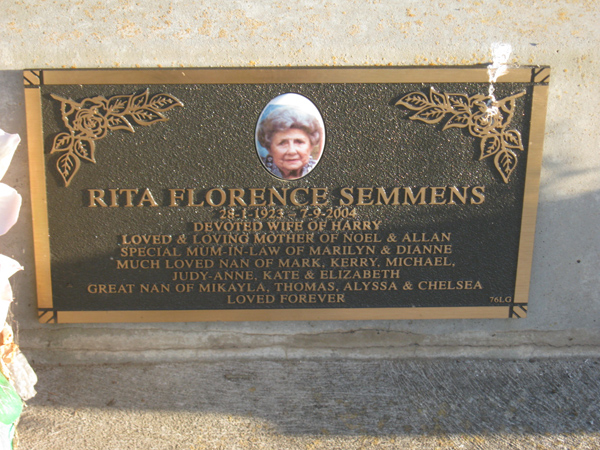 RITA FLORENCE SEMMENS
28-1-1923 7-9-2004
DEVOTED WIFE OF HARRY
LOVED & LOVING MOTHER OF NOEL & ALLAN
SPECIAL MUM-IN-LAW OF MARILYN & DIANNE
MUCH LOVED NAN OF MARK, KERRY, MICHAEL,
JUDY-ANNE, KATE & ELIZABETH
GREAT NAN OF MIKAYLA, THOMAS, ALYSSA & CHELSEA
LOVED FOREVER
76LG